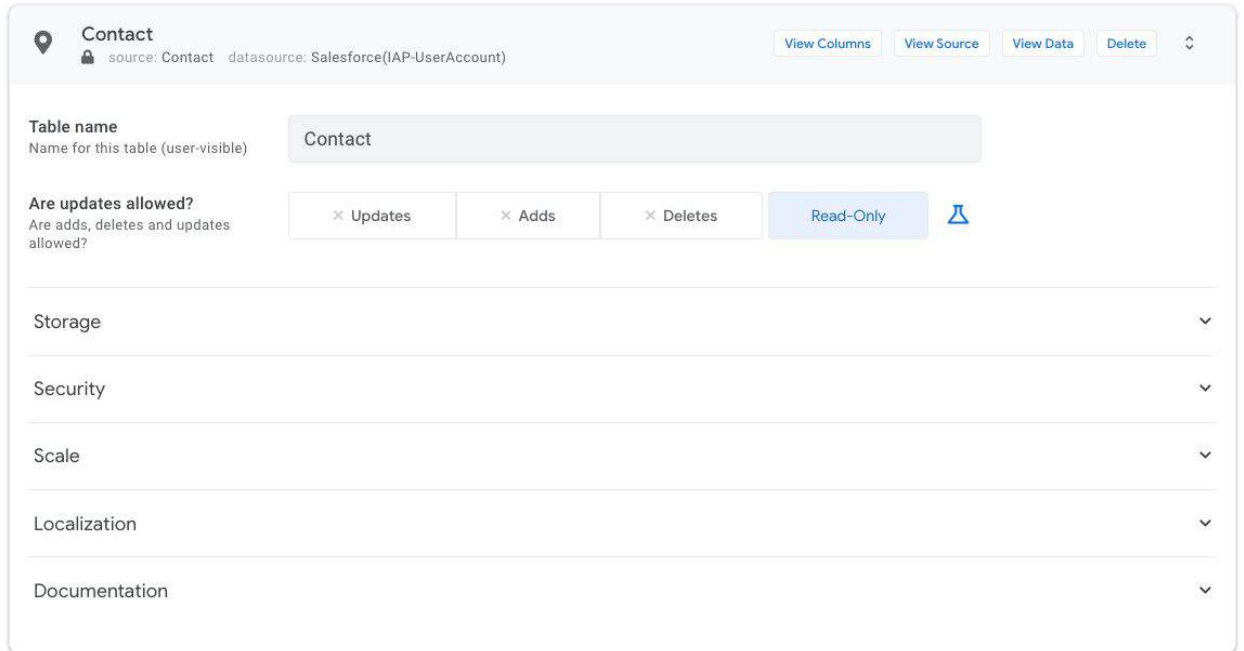 Contact
View Columns View Source View Data Delete
source: Contact datasource: Salesforce(IAP-UserAccount)
Table name
Name for this table (user-visible)
Contact
Are updates allowed?
Are adds, deletes and updates
allowed?
× Updates × Adds × Deletes Read-Only
Storage
Security
Scale
Localization
Documentation